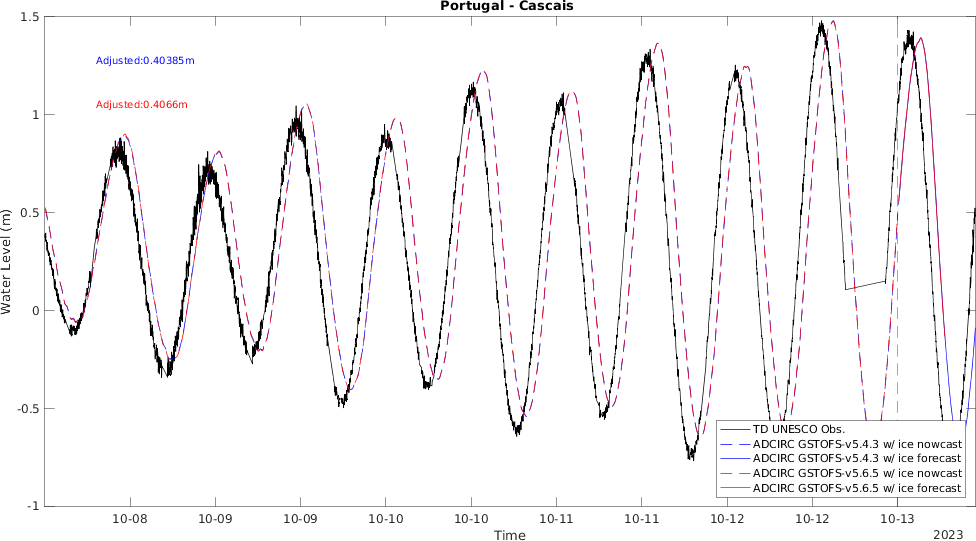 Portugal - Cascais
1.5
Adjusted:0.40385m
Adjusted:0.4066m
1
0.5
0
-0.5
-1
Water Level (m)
TD UNESCO Obs.
ADCIRC GSTOFS-v5.4.3 w/ ice nowcast
ADCIRC GSTOFS-v5.4.3 w/ ice forecast
ADCIRC GSTOFS-v5.6.5 w/ ice nowcast
ADCIRC GSTOFS-v5.6.5 w/ ice forecast
10-08 10-09 10-09 10-10 10-10 10-11 10-11 10-12 10-12 10-13
Time
2023